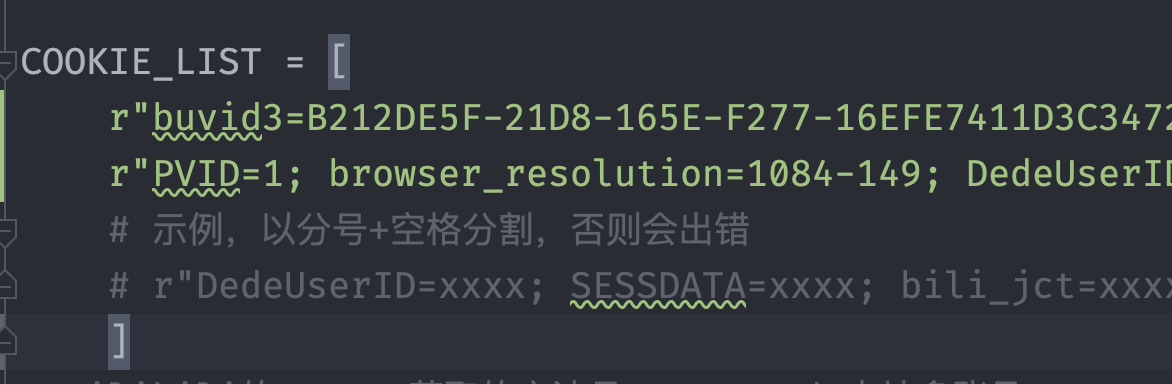 COOKIE_LIST = [
r"buvid3=B212DE5F-21D8-165E-F277-16EFE7411D3C3472
r"PVID=1; browser_resolution=1084-149; DedeUserID
# 示例，以分号+空格分割，否则会出错
# r"DedeUserID=xxxx; SESSDATA=xxxx; bili_jct=xxxx
]